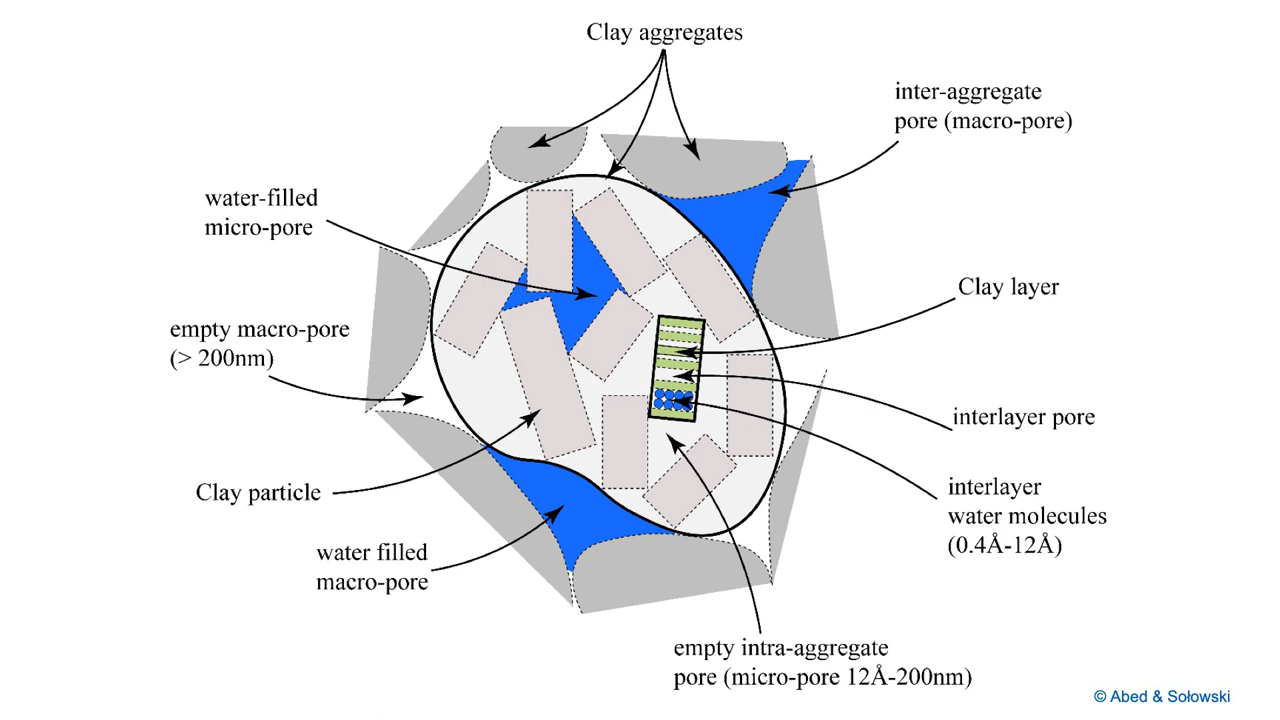 Clay aggregates
inter-aggregate
pore (macro-pore)
water-filled
micro-pore
Clay layer
empty macro-pore
(> 200nm)
interlayer pore
Clay particle
interlayer
water molecules
(0.4Å-12Å)
water filled
macro-pore
empty intra-aggregate
pore (micro-pore 12Å-200nm)
© Abed & Sołowski